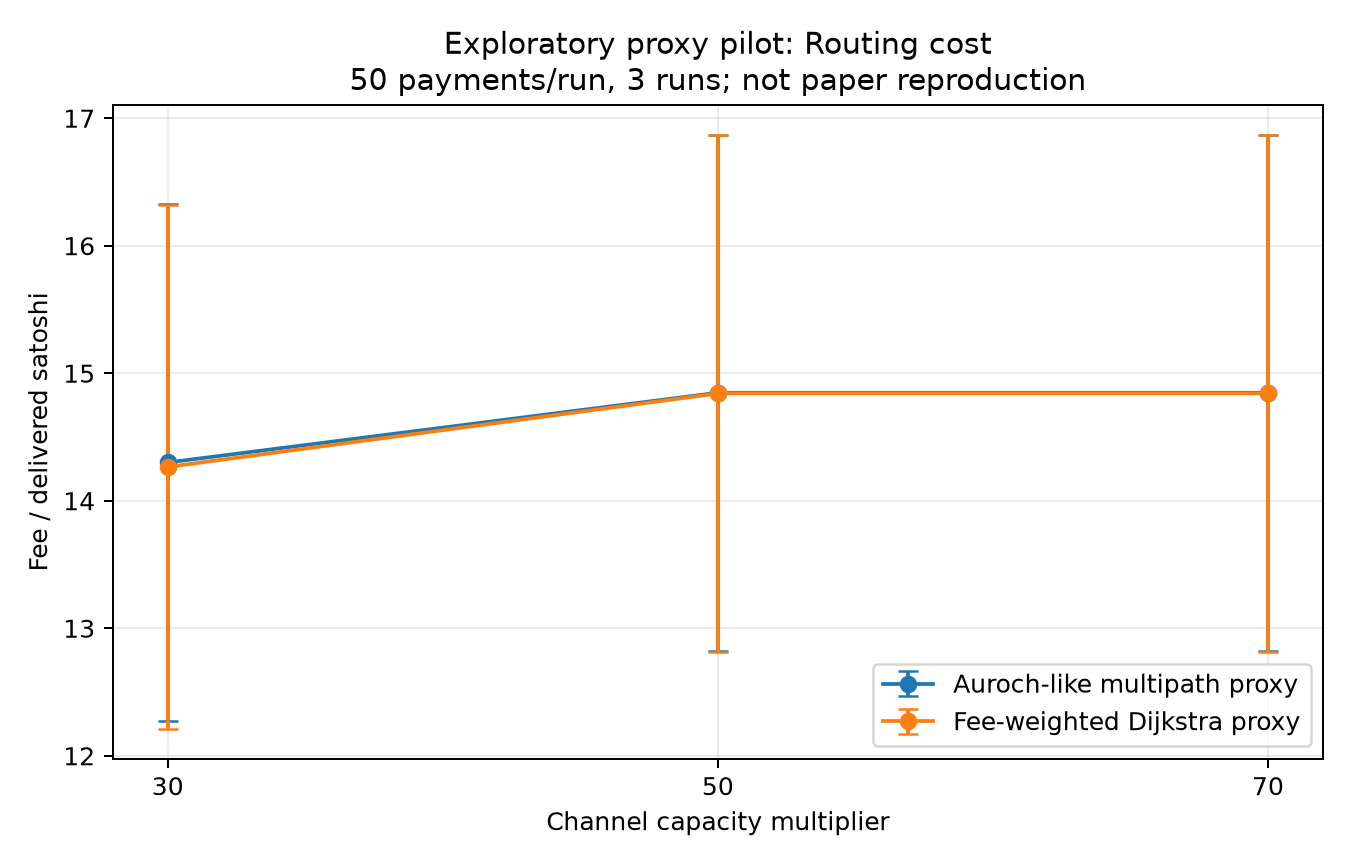 Exploratory proxy pilot: Routing cost
50 payments/run, 3 runs; not paper reproduction
Fee / delivered satoshi
17
16
15
14
13
12
Auroch-like multipath proxy
Fee-weighted Dijkstra proxy
30
50
70
Channel capacity multiplier